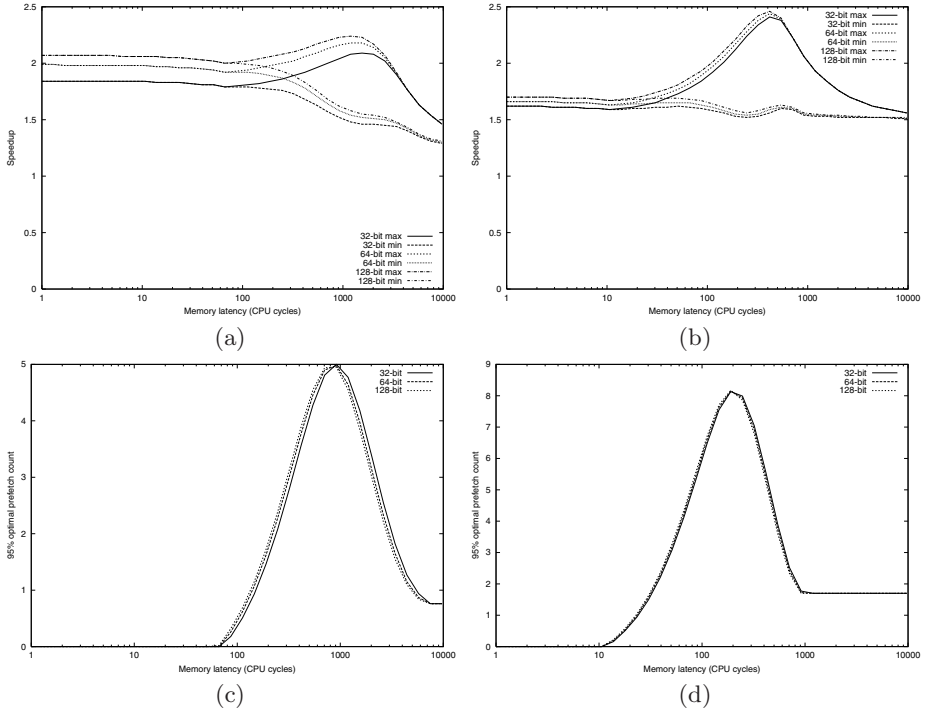 2.5
2
1.5
1
0.5
0
Speedup
32-bit max
32-bit min
64-bit max
64-bit min
128-bit max
128-bit min
1
10
100
1000
10000
Memory latency (CPU cycles)
(a)
2.5
2
1.5
1
0.5
0
Speedup
32-bit max
32-bit min
64-bit max
64-bit min
128-bit max
128-bit min
1
10
100
1000
10000
Memory latency (CPU cycles)
(b)
5
4
3
2
1
0
95% optimal prefetch count
32-bit
64-bit
128-bit
1
10
100
1000
10000
Memory latency (CPU cycles)
(c)
9
8
7
6
5
4
3
2
1
0
95% optimal prefetch count
32-bit
64-bit
128-bit
1
10
100
1000
10000
Memory latency (CPU cycles)
(d)